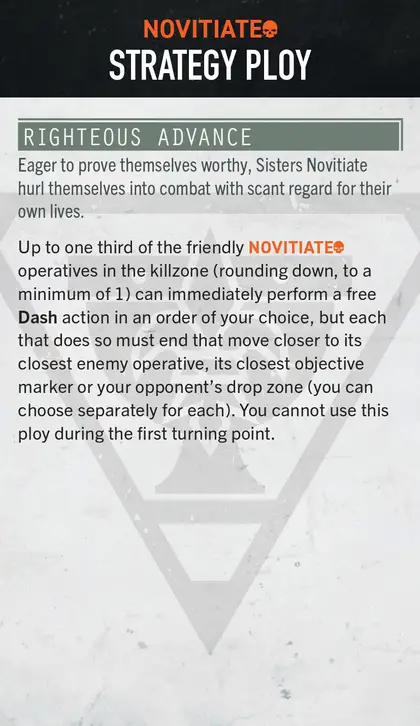 NOVITIATE
STRATEGY PLOY
RIGHTEOUS ADVANCE
Eager to prove themselves worthy, Sisters Novitiate
hurl themselves into combat with scant regard for their
own lives.
Up to one third of the friendly NOVITIATE
operatives in the killzone (rounding down, to a
minimum of 1) can immediately perform a free
Dash action in an order of your choice, but each
that does so must end that move closer to its
closest enemy operative, its closest objective
marker or your opponent’s drop zone (you can
choose separately for each). You cannot use this
ploy during the first turning point.